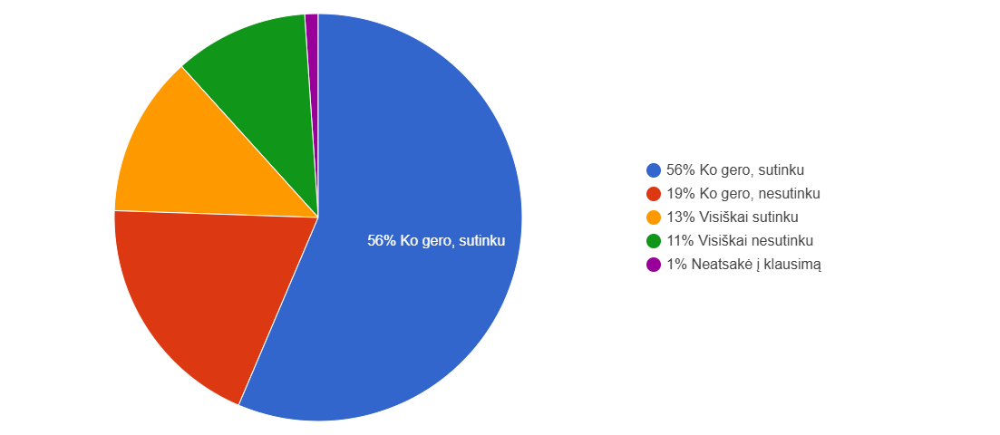 56% Ko gero, sutinku
56% Ko gero, sutinku
19% Ko gero, nesutinku
13% Visiškai sutinku
11% Visiškai nesutinku
1% Neatsakė į klausimą